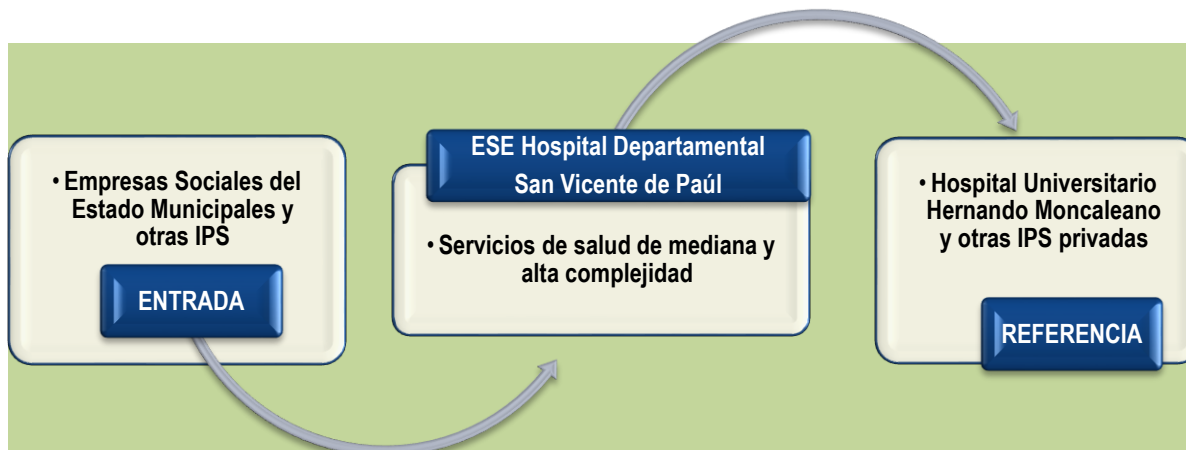 • Empresas Sociales del
Estado Municipales y
otras IPS
ENTRADA
ESE Hospital Departamental
San Vicente de Paúl
• Servicios de salud de mediana y
alta complejidad
• Hospital Universitario
Hernando Moncaleano
y otras IPS privadas
REFERENCIA